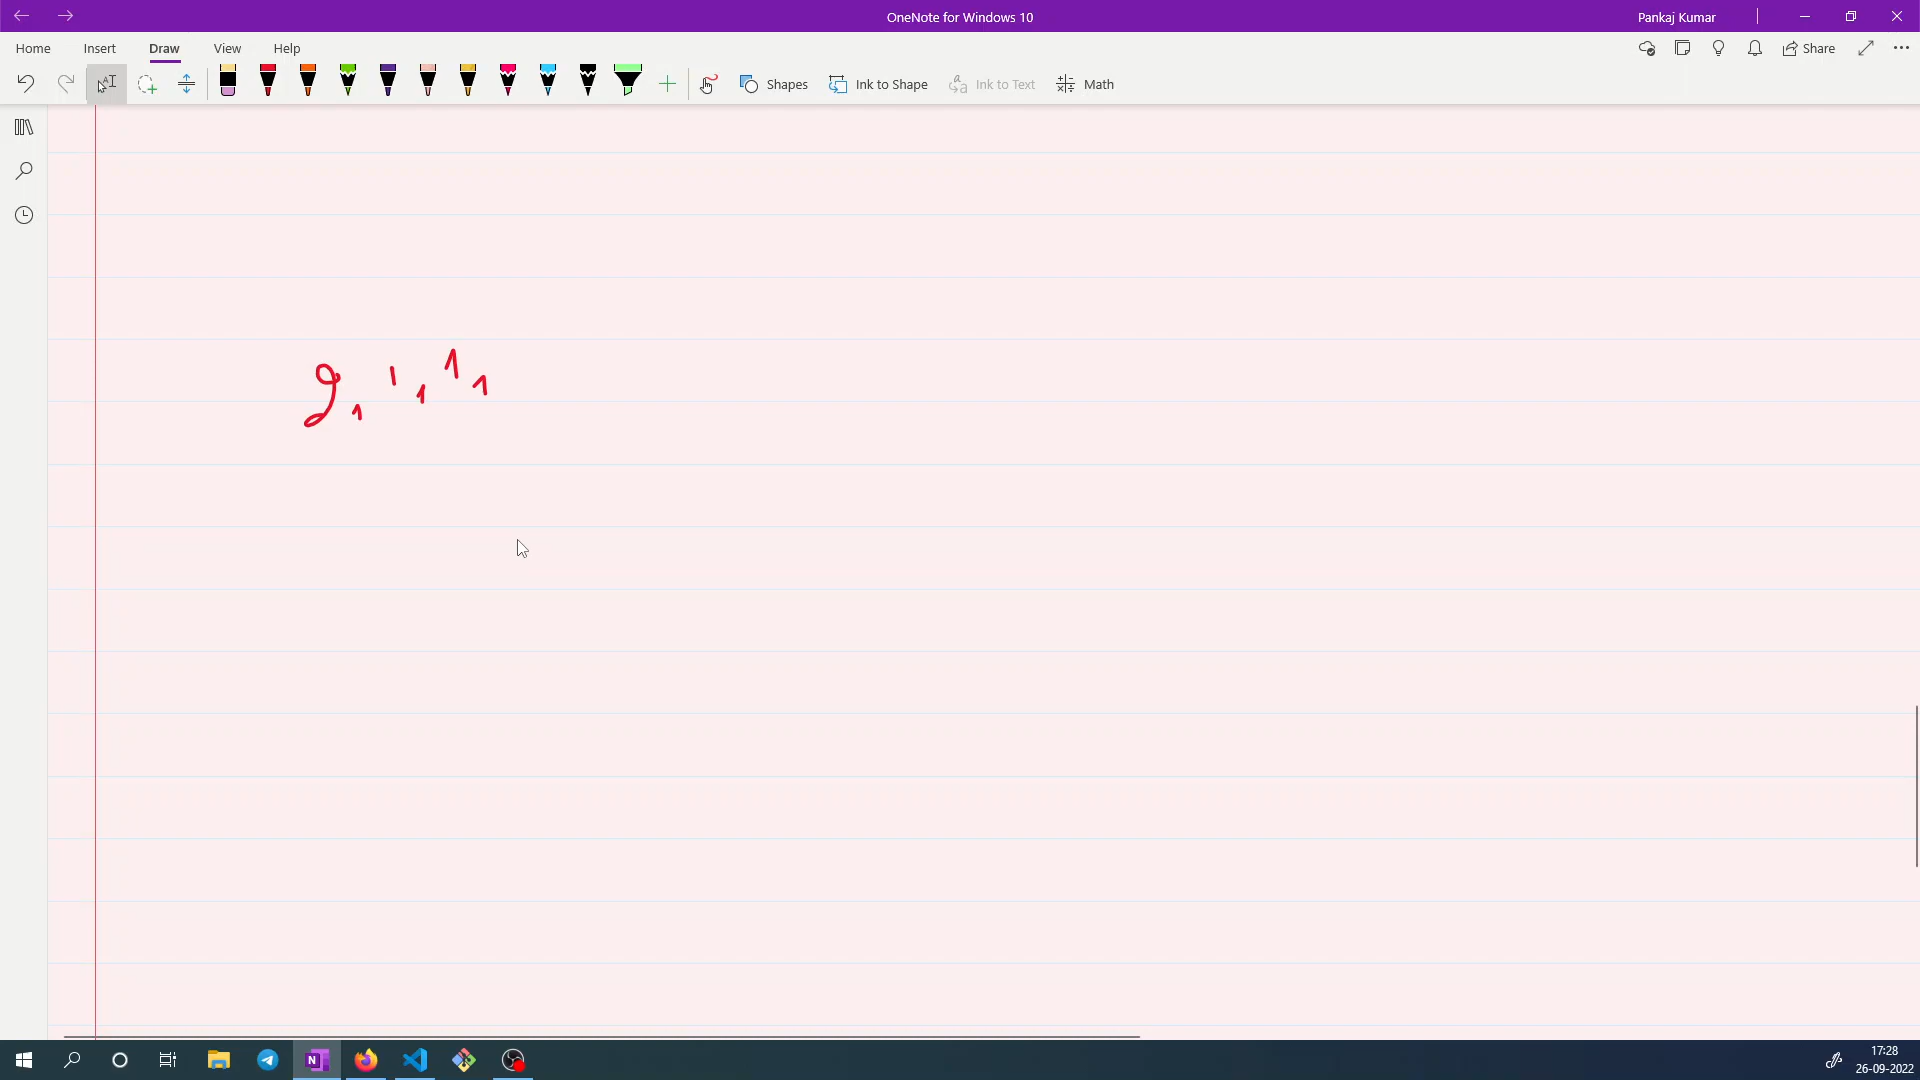 OneNote for Windows 10
Pankaj Kumar
Home Insert Draw View Help
Share
Shapes Ink to Shape Ink to Text Math
17:28
26-09-2022